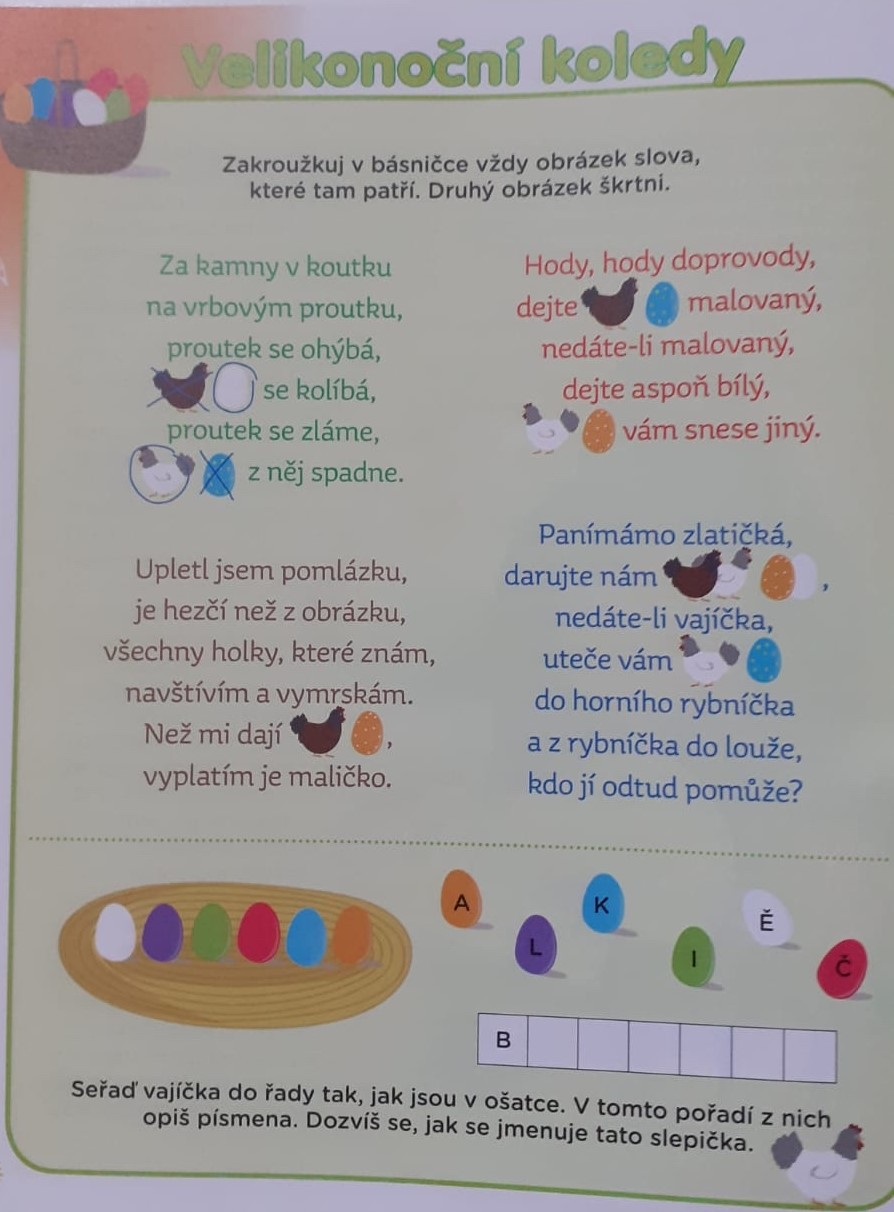 Velikonoční koledy
Zakroužkuj v básničce vždy obrázek slova,
které tam patří. Druhý obrázek škrtni.
Za kamny v koutku
na vrbovým proutku,
proutek se ohýbá,
se kolíbá,
proutek se zláme,
z něj spadne.
Hody, hody doprovody,
dejte malovaný,
nedáte-li malovaný,
dejte aspoň bílý,
vám snese jiný.
Upletl jsem pomlázku,
je hezčí než z obrázku,
všechny holky, které znám,
navštívím a vymrskám.
Než mi dají ,
vyplatím je maličko.
Panímámo zlatičká,
darujte nám ,
nedáte-li vajíčka,
uteče vám
do horního rybníčka
a z rybníčka do louže,
kdo jí odtud pomůže?
A
L
K
I
Ě
Č
B
Seřaď vajíčka do řady tak, jak jsou v ošatce. V tomto pořadí z nich
opiš písmena. Dozvíš se, jak se jmenuje tato slepička.